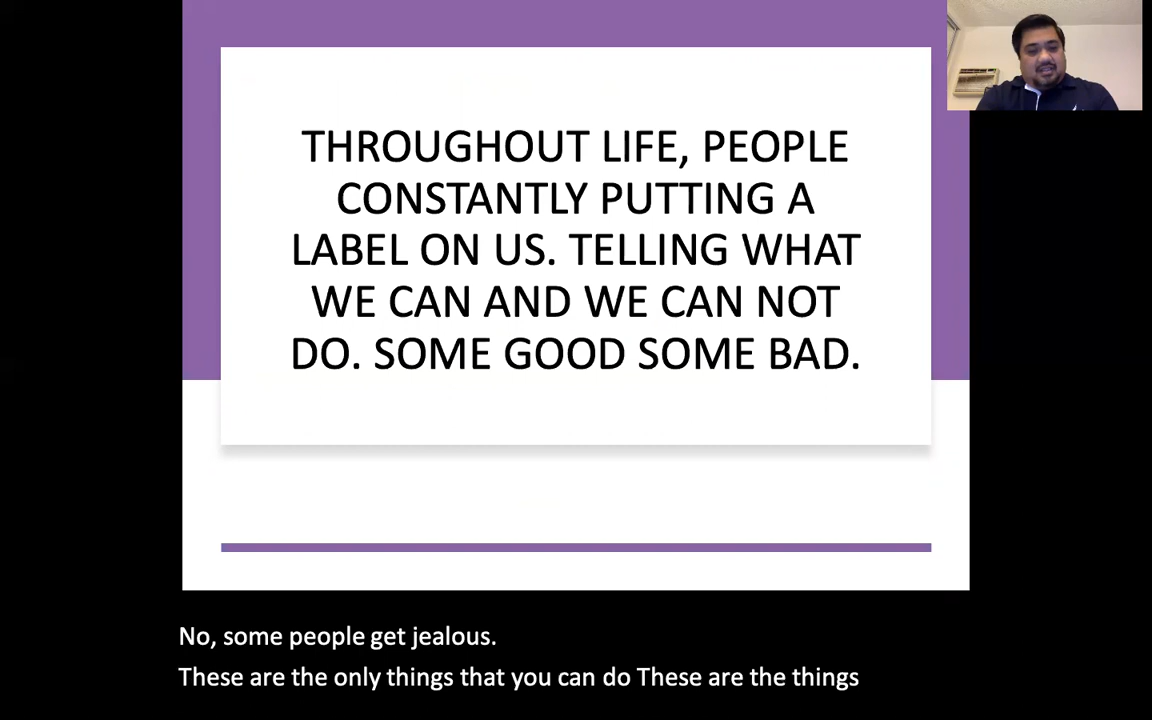 THROUGHOUT LIFE, PEOPLE
CONSTANTLY PUTTING A
LABEL ON US. TELLING WHAT
WE CAN AND WE CAN NOT
DO. SOME GOOD SOME BAD.
No, some people get jealous.
These are the only things that you can do These are the things